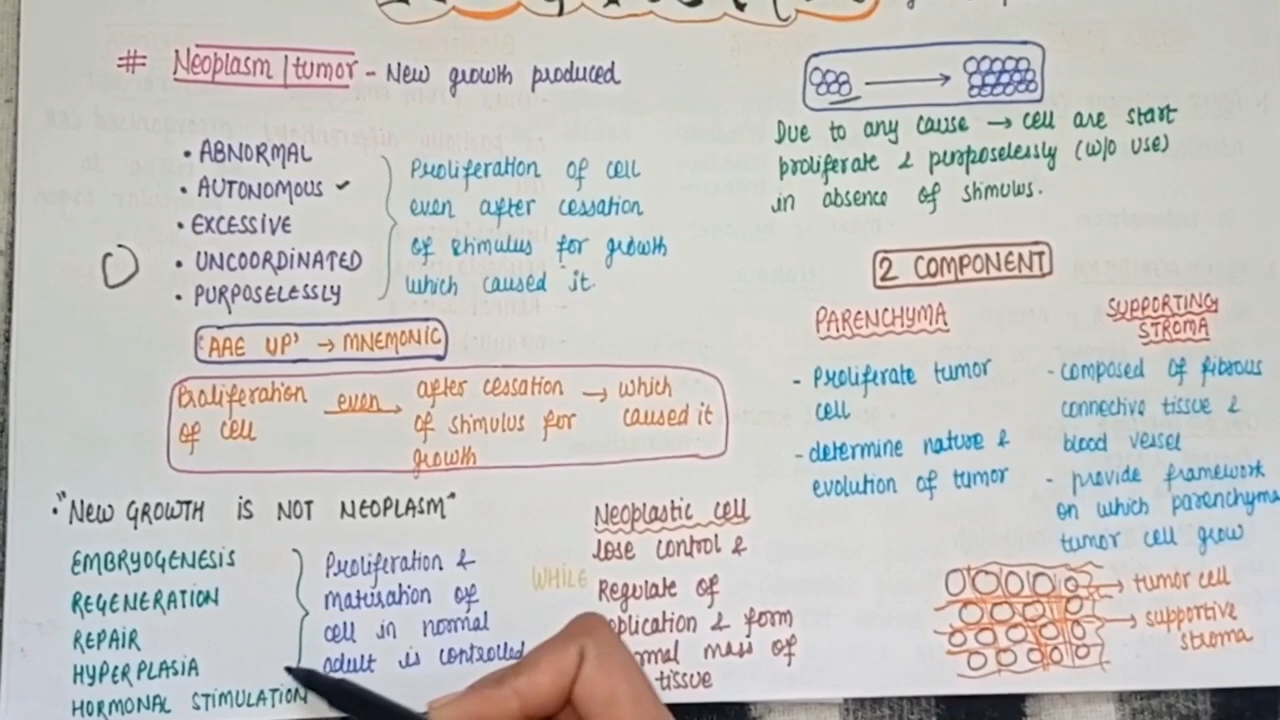 # Neoplasm/tumor - New growth produced
• ABNORMAL
• AUTONOMOUS
• EXCESSIVE
• UNCOORDINATED
• PURPOSELESSLY
Proliferation of cell
even after cessation
of stimulus for growth
which caused it.
'AAE UP' → MNEMONIC
Proliferation even after cessation → which
of cell of stimulus for caused it
growth
Due to any cause → cell are start
proliferate & purposelessly (w/o use)
in absence of stimulus.
2 COMPONENT
PARENCHYMA
- Proliferate tumor
cell
- determine nature &
evolution of tumor
SUPPORTING
STROMA
- composed of fibrous
connective tissue &
blood vessel
- provide framework
on which parenchyma
tumor cell grow
→ tumor cell
→ supportive
stroma
• "NEW GROWTH IS NOT NEOPLASM"
EMBRYOGENESIS
REGENERATION
REPAIR
HYPERPLASIA
HORMONAL STIMULATION
Proliferation &
maturation of
cell in normal
adult is controlled
WHILE
Neoplastic cell
lose control &
Regulate of
plication & form
mal mass of
tissue